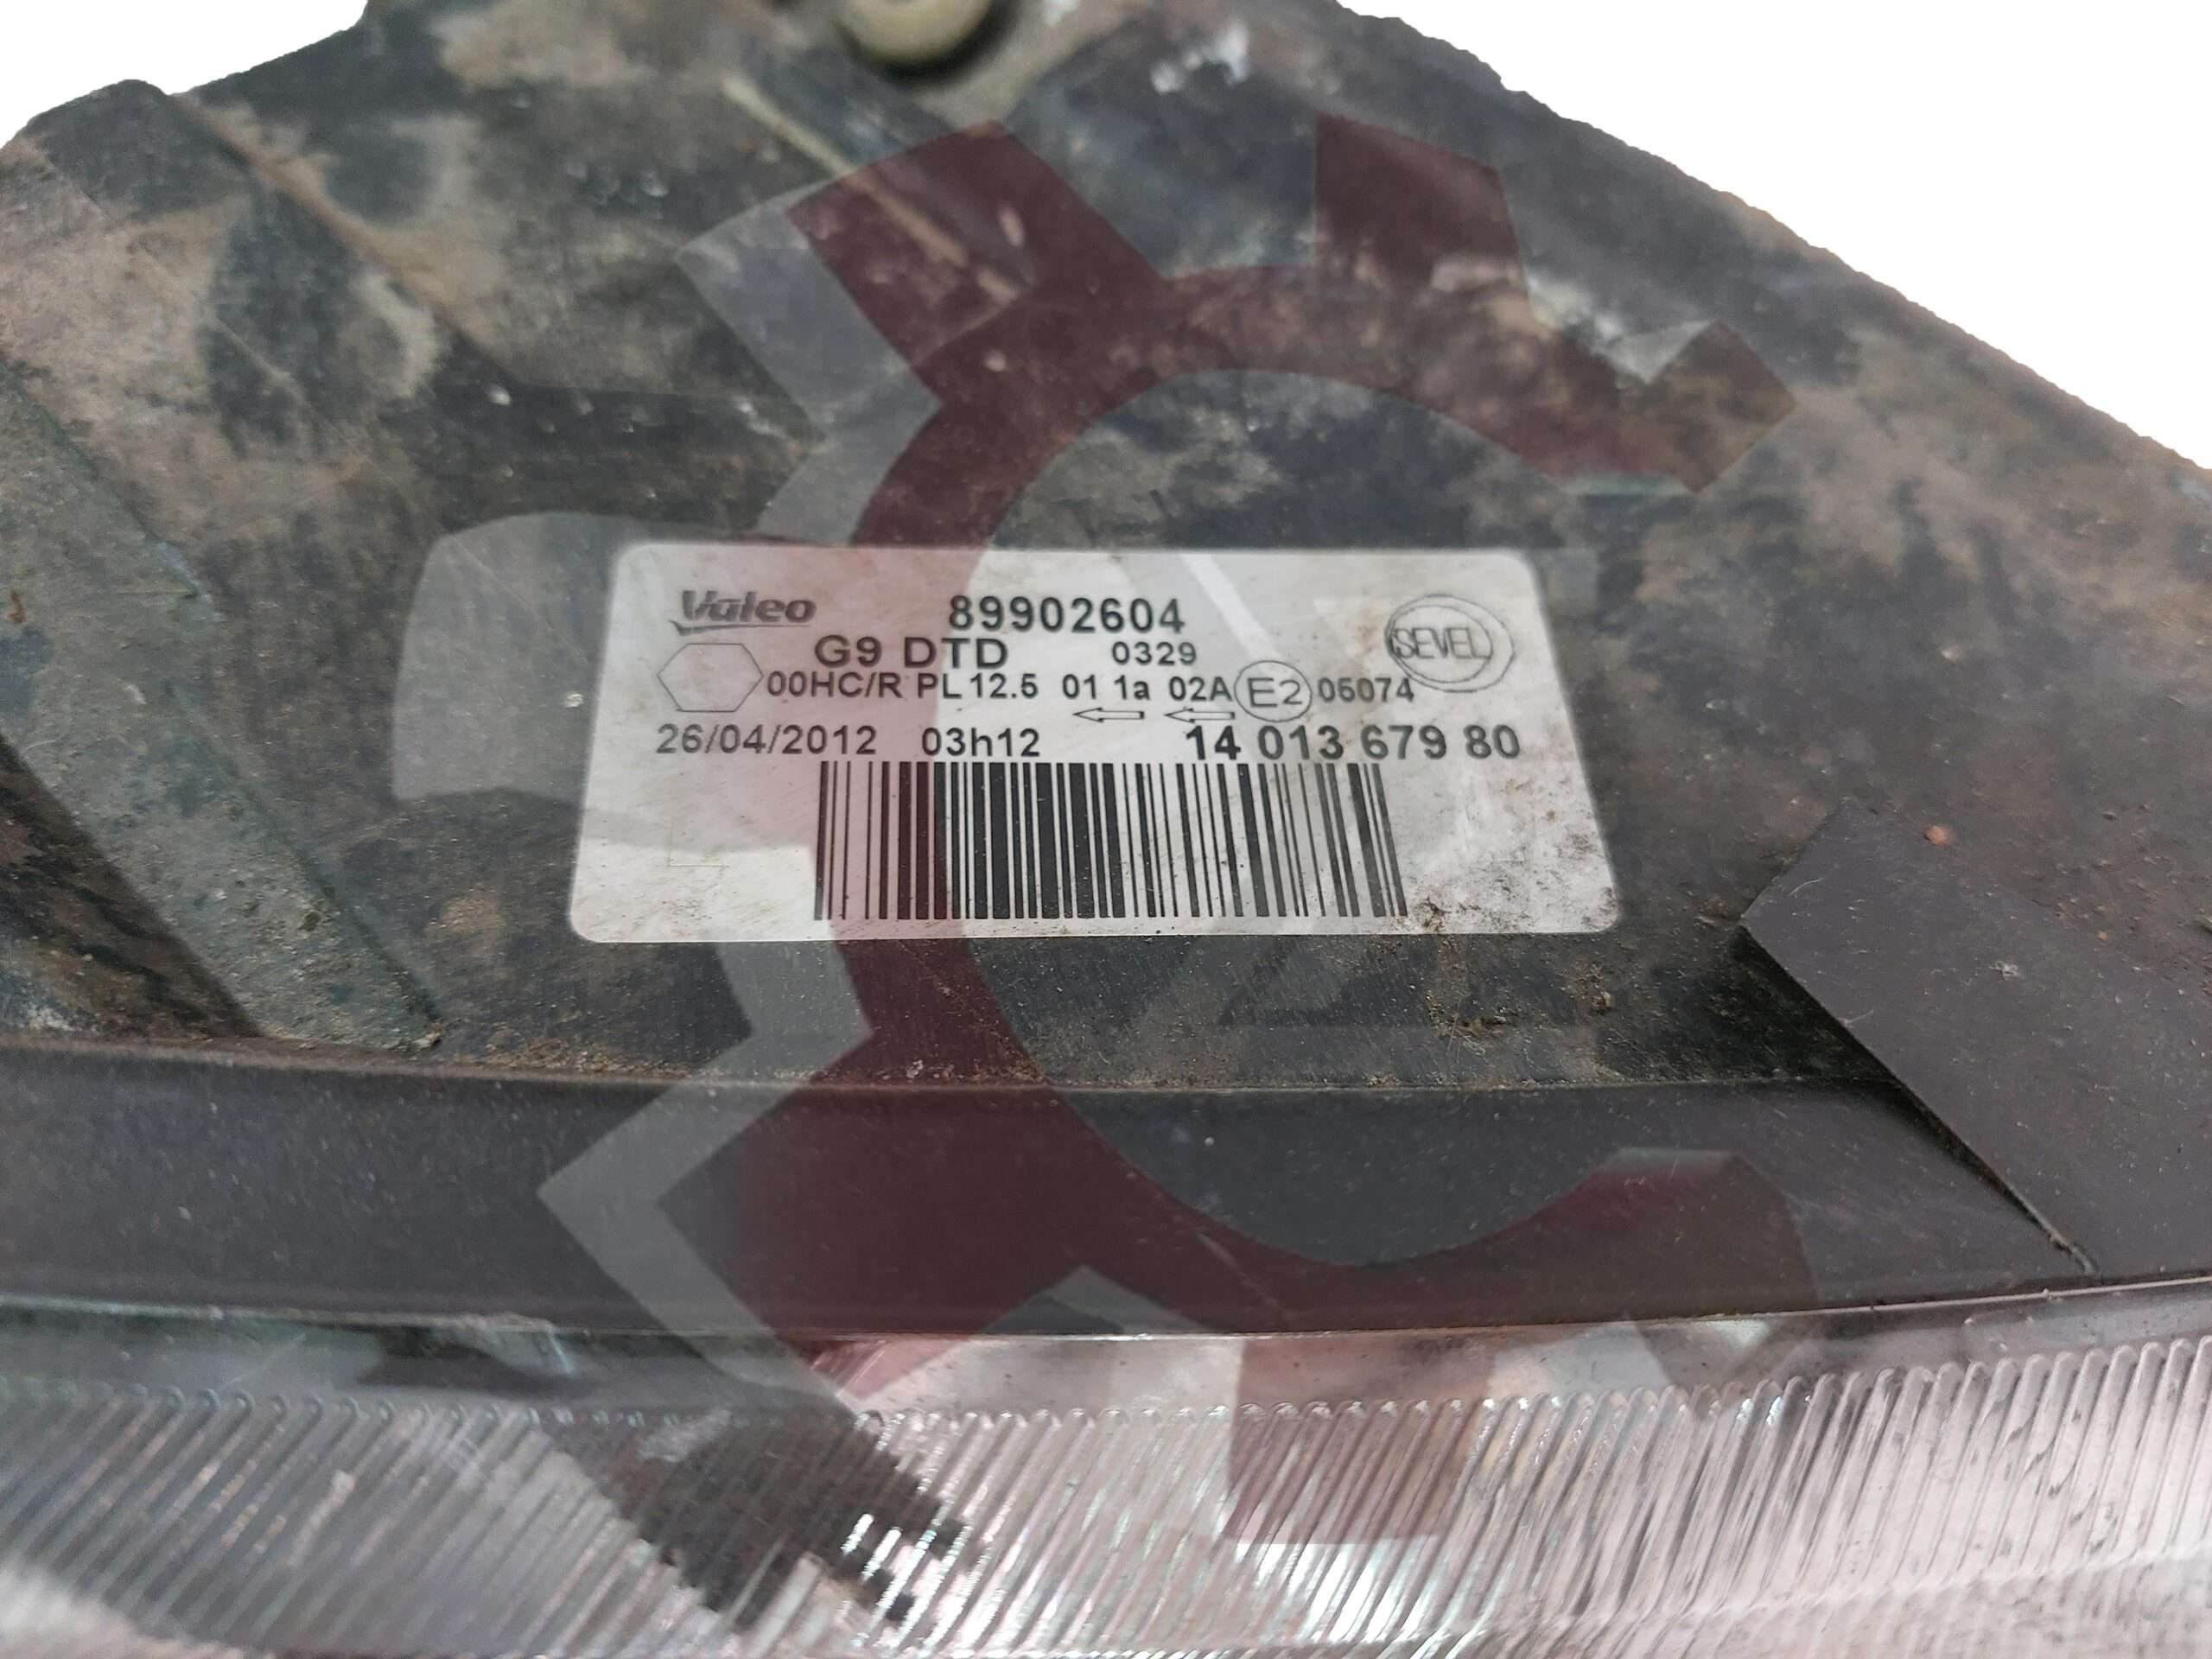 Valeo 89902604
G9 DTD 0329 SEVEL
00HC/R PL 12.5 01 1a 02A E2 05074
26/04/2012 03h12 14 013 679 80